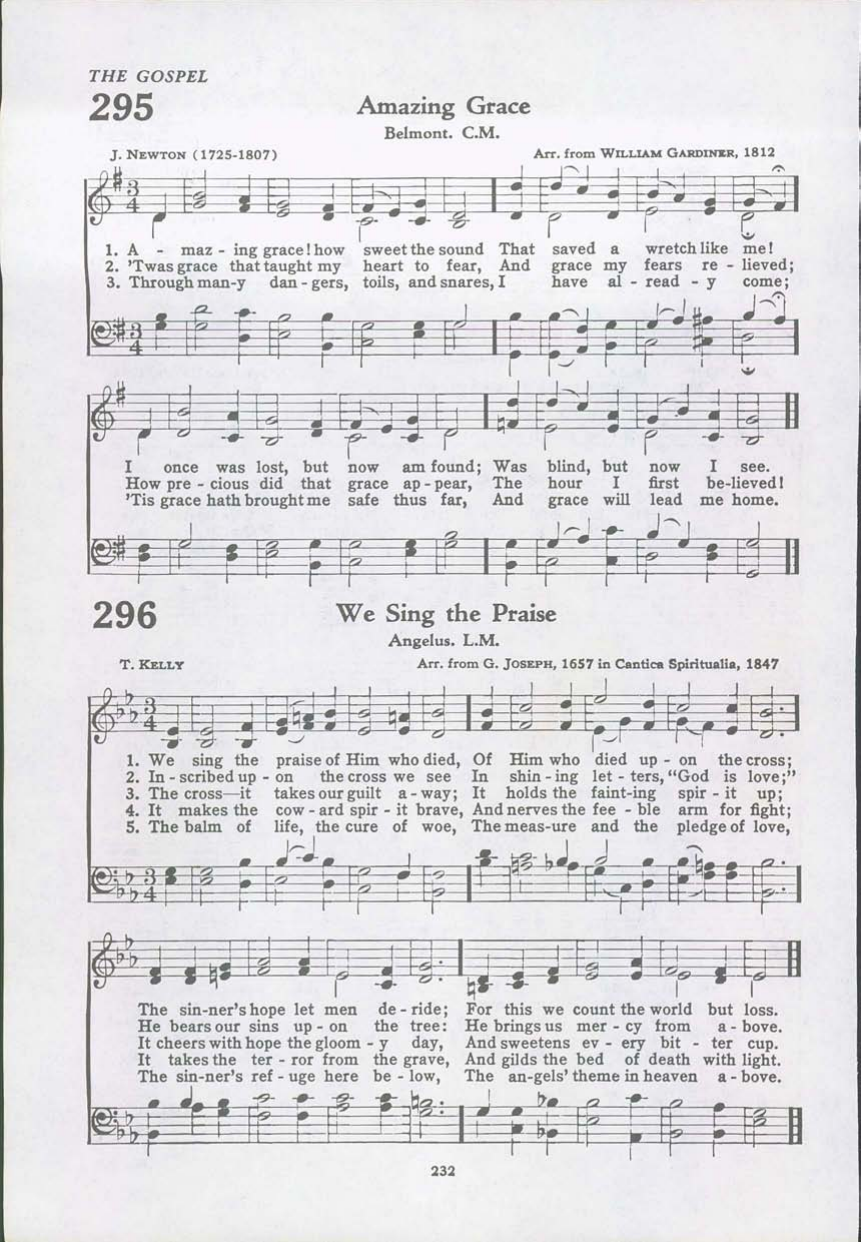 THE GOSPEL
295
Amazing Grace
Belmont. C.M.
J. NEWTON (1725-1807)
Arr. from WILLIAM GARDINER, 1812
1. A - maz - ing grace! how sweet the sound That saved a wretch like me!
2. 'Twas grace that taught my heart to fear, And grace my fears re - lieved;
3. Through man-y dan - gers, toils, and snares, I have al - read - y come;
I once was lost, but now am found; Was blind, but now I see.
How pre - cious did that grace ap - pear, The hour I first be-lieved!
'Tis grace hath brought me safe thus far, And grace will lead me home.
296
We Sing the Praise
Angelus. L.M.
T. KELLY
Arr. from G. JOSEPH, 1657 in Cantica Spiritualia, 1847
1. We sing the praise of Him who died, Of Him who died up - on the cross;
2. In - scribed up - on the cross we see In shin - ing let - ters, "God is love;"
3. The cross—it takes our guilt a - way; It holds the faint-ing spir - it up;
4. It makes the cow - ard spir - it brave, And nerves the fee - ble arm for fight;
5. The balm of life, the cure of woe, The meas-ure and the pledge of love,
The sin-ner's hope let men de - ride; For this we count the world but loss.
He bears our sins up - on the tree: He brings us mer - cy from a - bove.
It cheers with hope the gloom - y day, And sweetens ev - ery bit - ter cup.
It takes the ter - ror from the grave, And gilds the bed of death with light.
The sin-ner's ref - uge here be - low, The an-gels' theme in heaven a - bove.
232